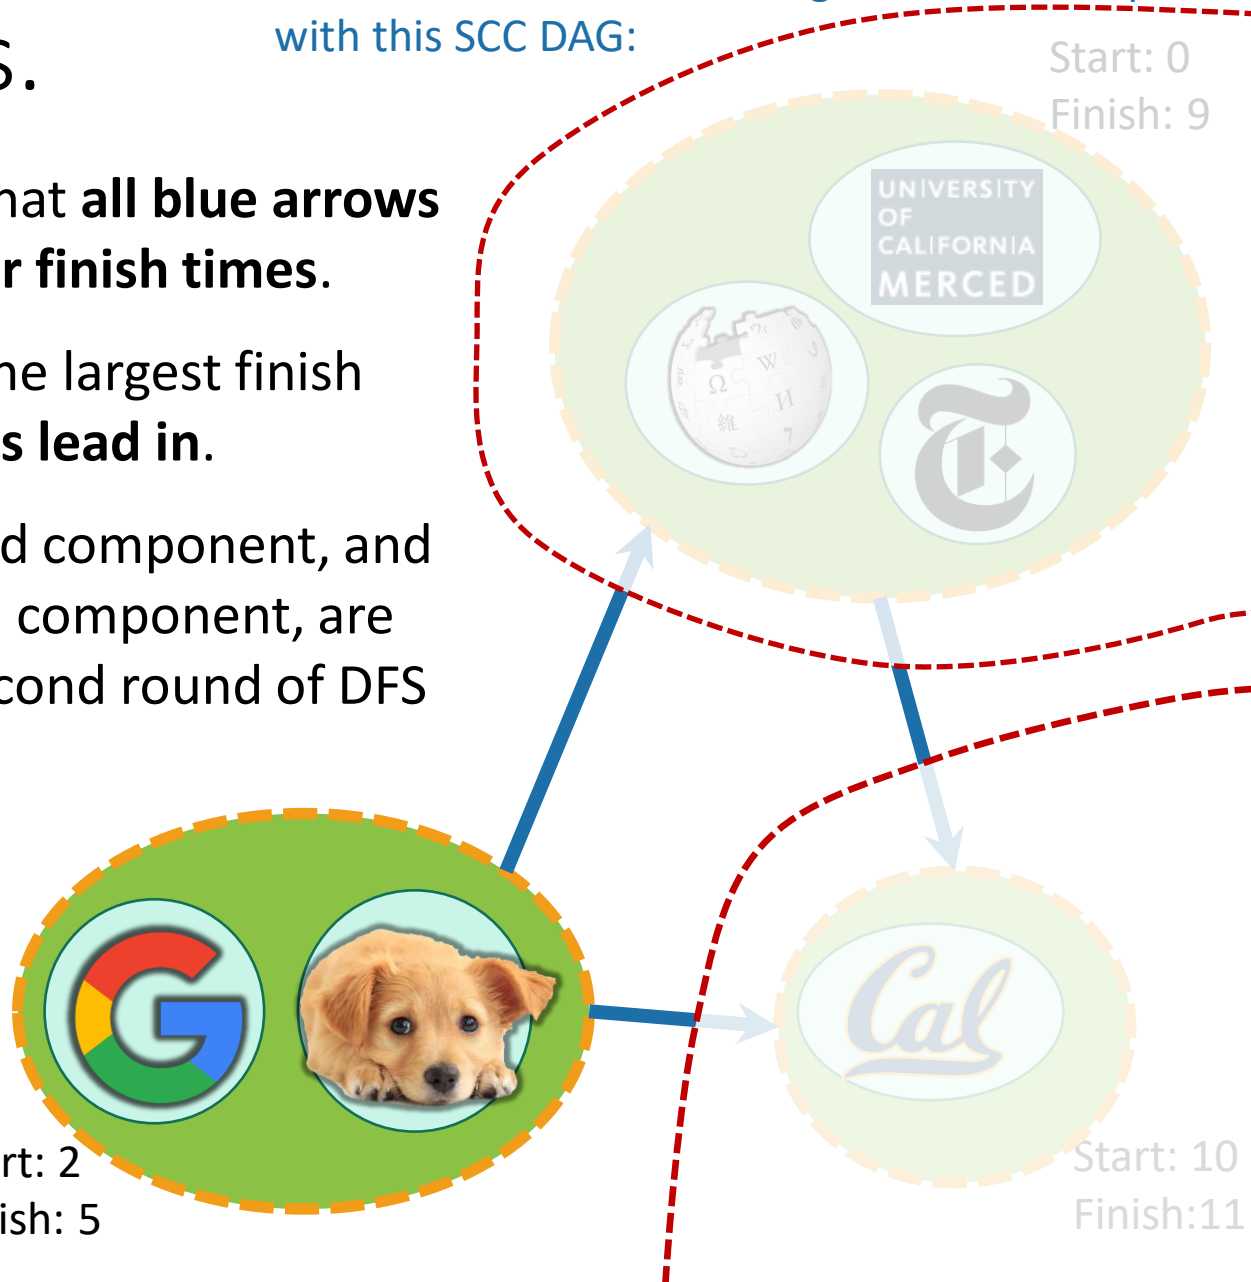 with this SCC DAG:
s.
hat all blue arrows
r finish times.
he largest finish
s lead in.
d component, and
component, are
cond round of DFS
Start: 0
Finish: 9
UNIVERSITY
OF
CALIFORNIA
MERCED
Ω
W
И
維
7
T
G
Cal
rt: 2
ish: 5
Start: 10
Finish:11